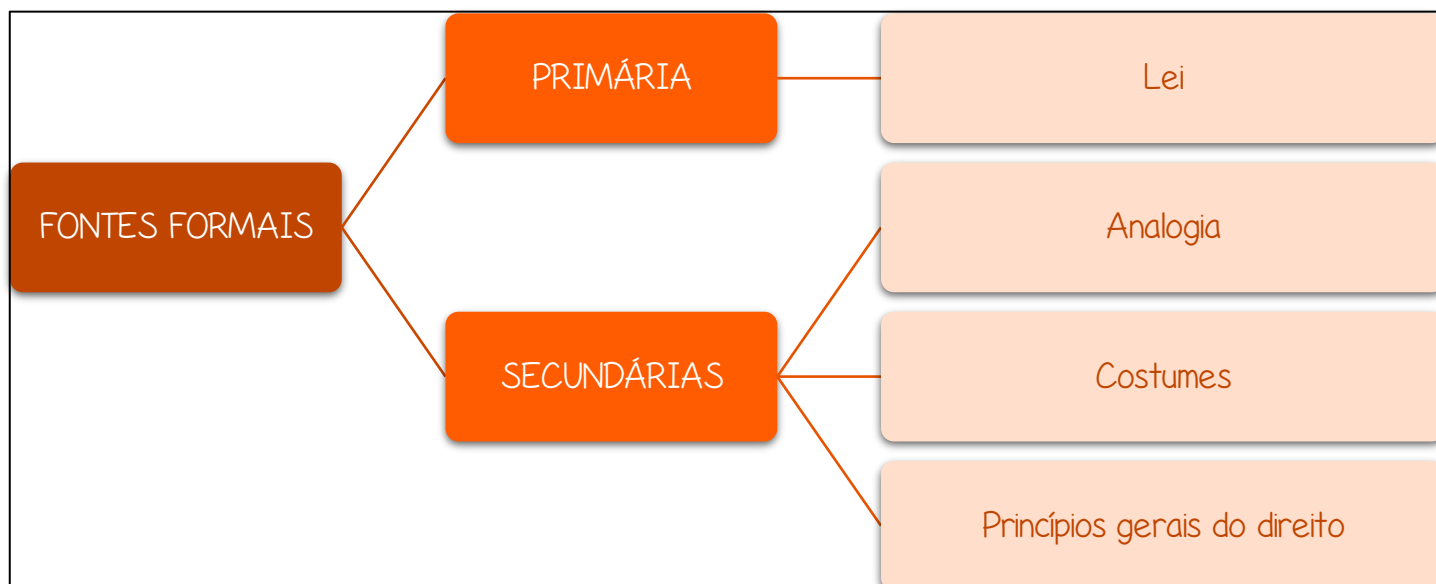 FONTES FORMAIS
PRIMÁRIA
Lei
SECUNDÁRIAS
Analogia
Costumes
Princípios gerais do direito